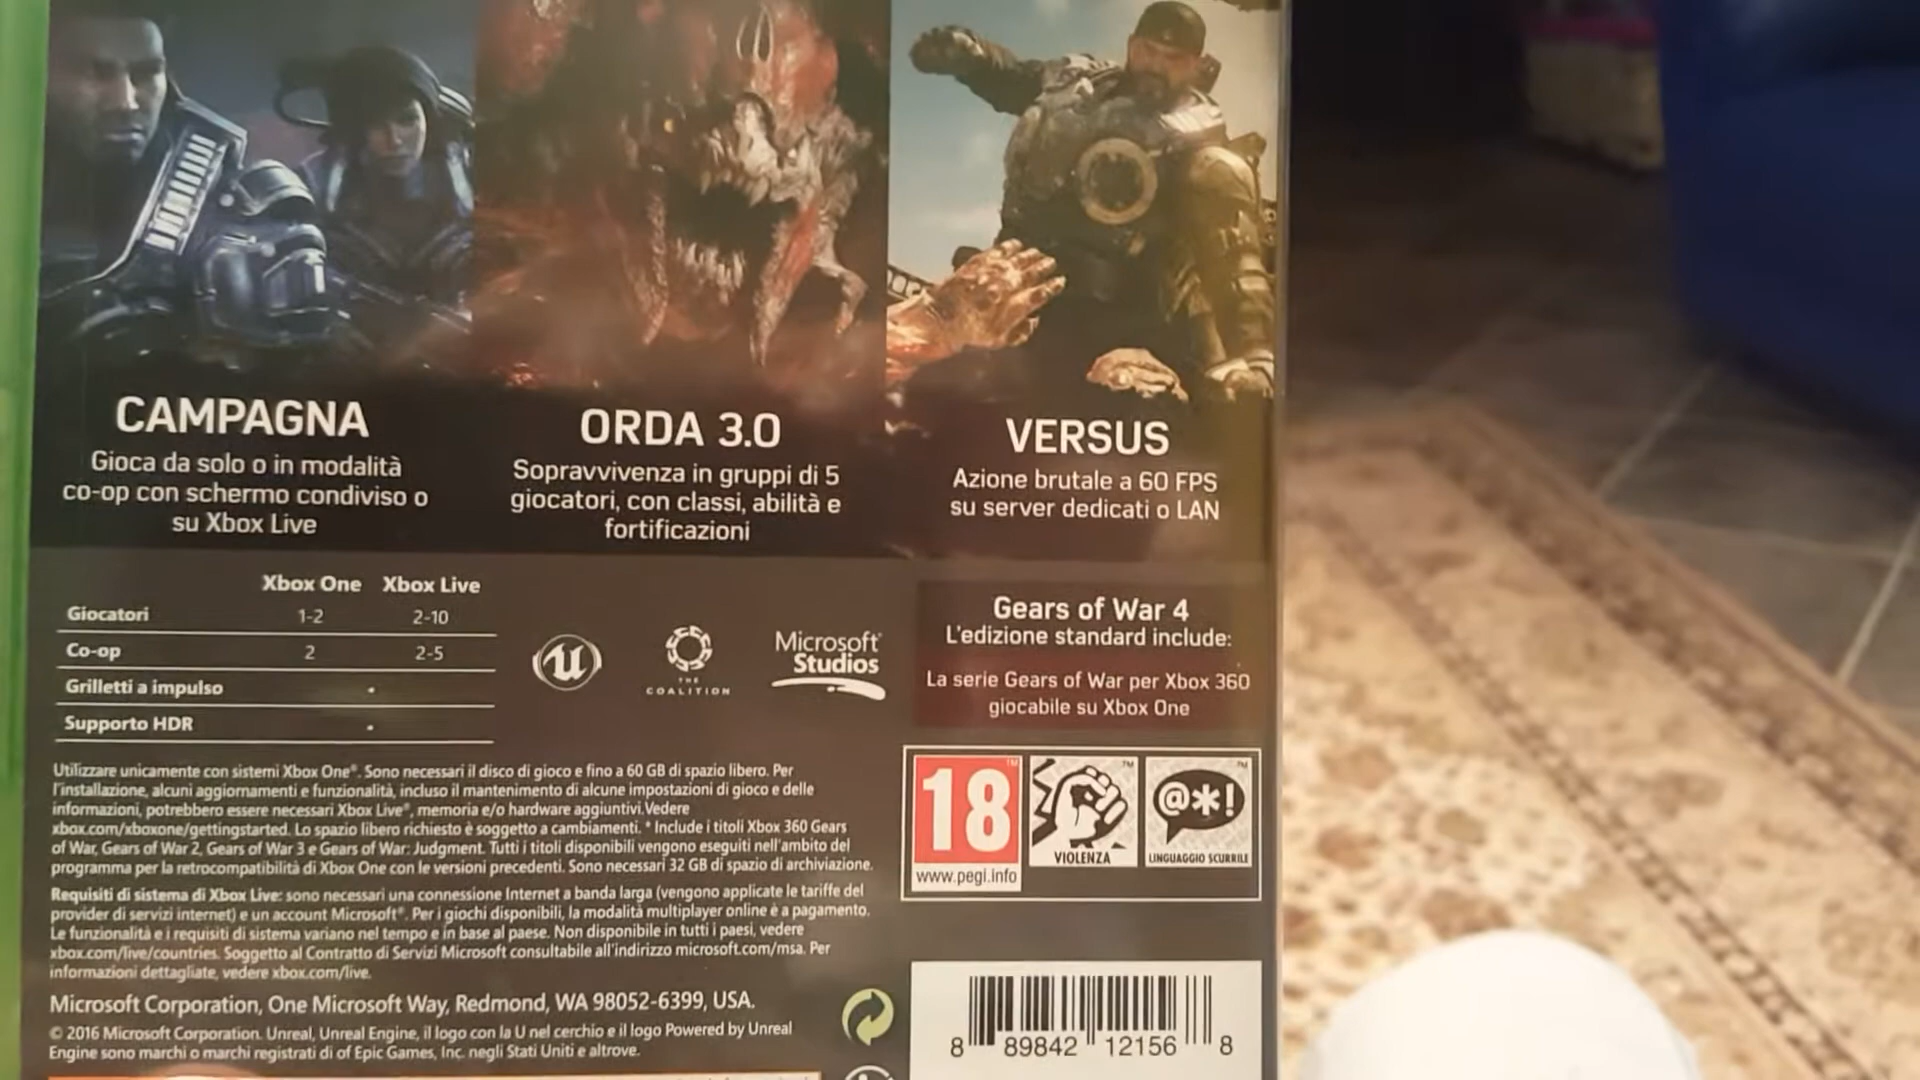 CAMPAGNA
Gioca da solo o in modalità
co-op con schermo condiviso o
su Xbox Live
ORDA 3.0
Sopravvivenza in gruppi di 5
giocatori, con classi, abilità e
fortificazioni
VERSUS
Azione brutale a 60 FPS
su server dedicati o LAN
Xbox One Xbox Live
Giocatori 1-2 2-10
Co-op 2 2-5
Grilletti a impulso •
Supporto HDR •
U
THE
COALITION
Microsoft®
Studios
Gears of War 4
L'edizione standard include:
La serie Gears of War per Xbox 360
giocabile su Xbox One
Utilizzare unicamente con sistemi Xbox One®. Sono necessari il disco di gioco e fino a 60 GB di spazio libero. Per
l'installazione, alcuni aggiornamenti e funzionalità, incluso il mantenimento di alcune impostazioni di gioco e delle
informazioni, potrebbero essere necessari Xbox Live®, memoria e/o hardware aggiuntivi.Vedere
xbox.com/xboxone/gettingstarted. Lo spazio libero richiesto è soggetto a cambiamenti. * Include i titoli Xbox 360 Gears
of War, Gears of War 2, Gears of War 3 e Gears of War: Judgment. Tutti i titoli disponibili vengono eseguiti nell'ambito del
programma per la retrocompatibilità di Xbox One con le versioni precedenti. Sono necessari 32 GB di spazio di archiviazione.
Requisiti di sistema di Xbox Live: sono necessari una connessione Internet a banda larga (vengono applicate le tariffe del
provider di servizi internet) e un account Microsoft®. Per i giochi disponibili, la modalità multiplayer online è a pagamento.
Le funzionalità e i requisiti di sistema variano nel tempo e in base al paese. Non disponibile in tutti i paesi, vedere
xbox.com/live/countries. Soggetto al Contratto di Servizi Microsoft consultabile all'indirizzo microsoft.com/msa. Per
informazioni dettagliate, vedere xbox.com/live.
Microsoft Corporation, One Microsoft Way, Redmond, WA 98052-6399, USA.
© 2016 Microsoft Corporation. Unreal, Unreal Engine, il logo con la U nel cerchio e il logo Powered by Unreal
Engine sono marchi o marchi registrati di of Epic Games, Inc. negli Stati Uniti e altrove.
18™
www.pegi.info
™
VIOLENZA
™
@*!
LINGUAGGIO SCURRILE
8 89842 12156 8